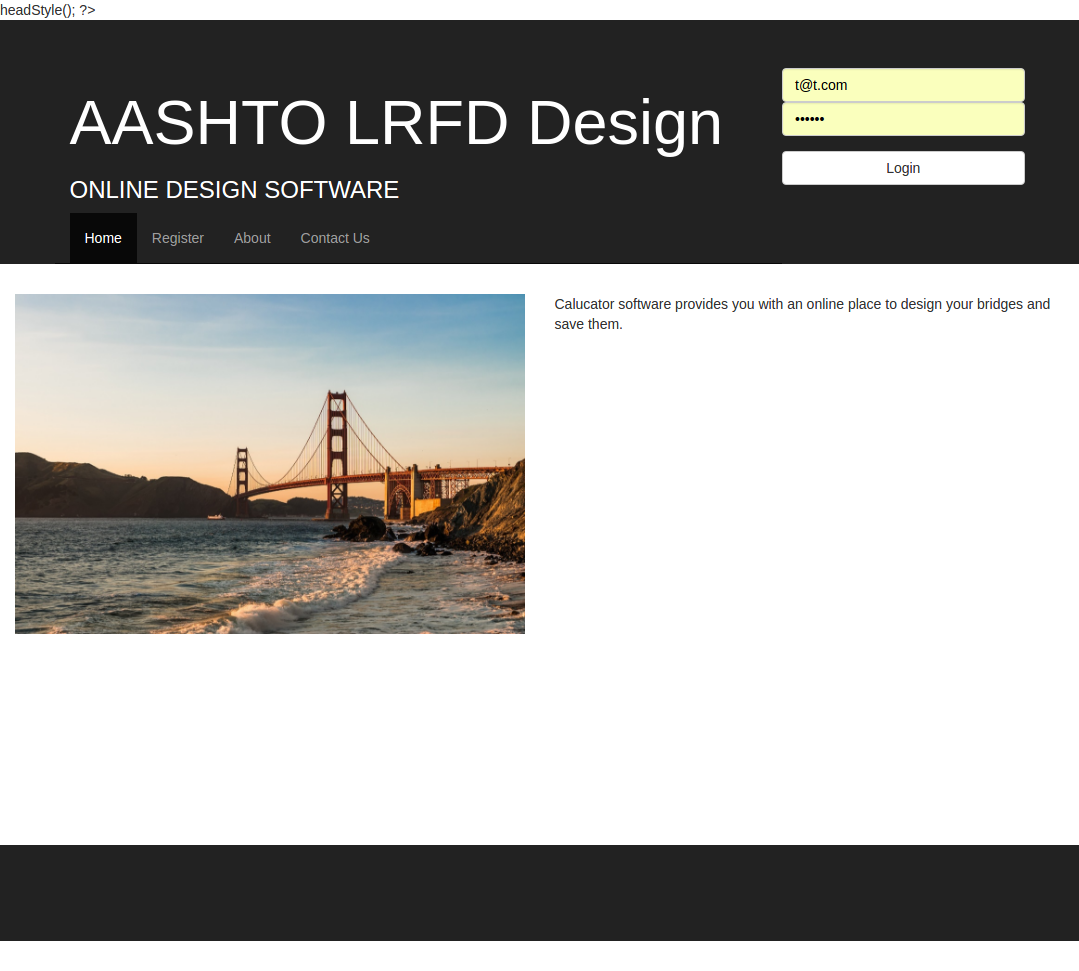 headStyle(); ?>
AASHTO LRFD Design
ONLINE DESIGN SOFTWARE
t@t.com
••••••
Login
Home Register About Contact Us
Calucator software provides you with an online place to design your bridges and
save them.